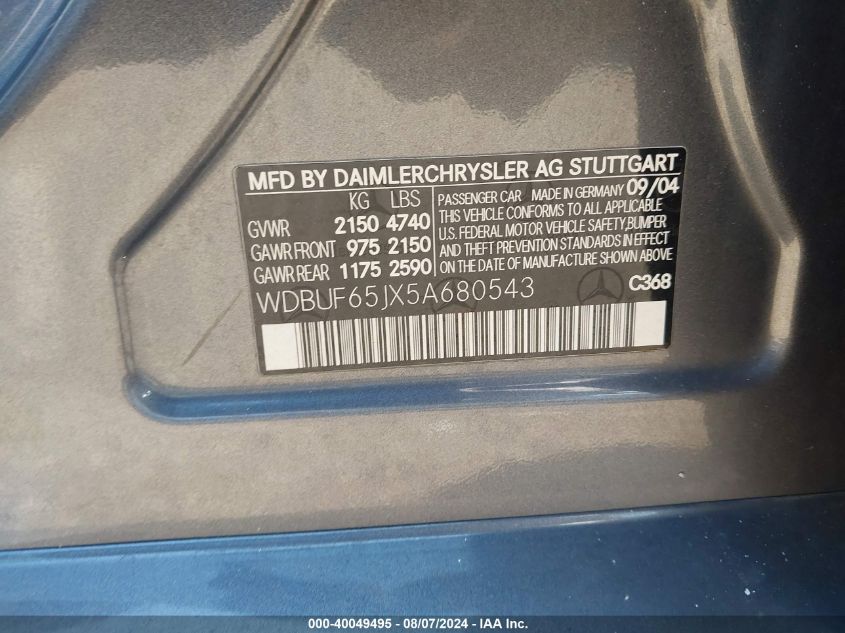 MFD BY DAIMLERCHRYSLER AG STUTTGART
KG LBS
GVWR 2150 4740
GAWR FRONT 975 2150
GAWR REAR 1175 2590
PASSENGER CAR MADE IN GERMANY 09/04
THIS VEHICLE CONFORMS TO ALL APPLICABLE
U.S. FEDERAL MOTOR VEHICLE SAFETY, BUMPER
AND THEFT PREVENTION STANDARDS IN EFFECT
ON THE DATE OF MANUFACTURE SHOWN ABOVE
WDBUF65JX5A680543
C368
000-40049495 - 08/07/2024 - IAA Inc.